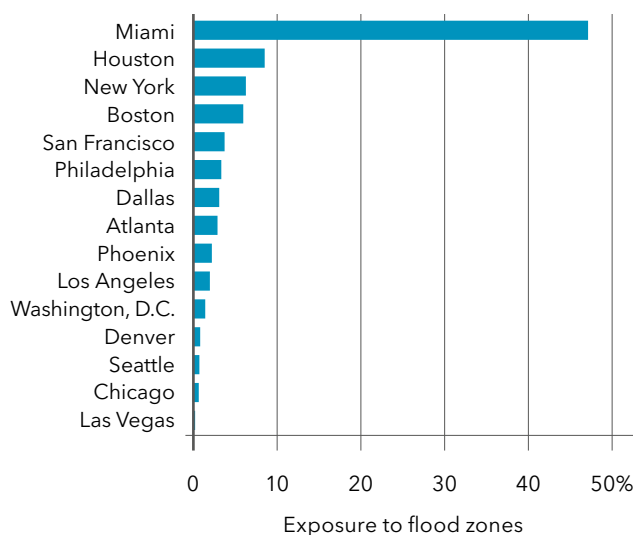 Miami
Houston
New York
Boston
San Francisco
Philadelphia
Dallas
Atlanta
Phoenix
Los Angeles
Washington, D.C.
Denver
Seattle
Chicago
Las Vegas
0 10 20 30 40 50%
Exposure to flood zones